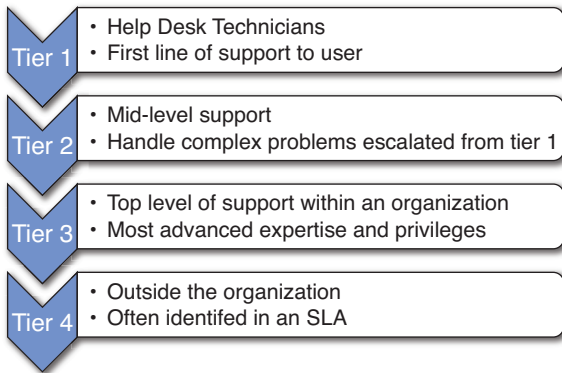 Tier 1
• Help Desk Technicians
• First line of support to user
Tier 2
• Mid-level support
• Handle complex problems escalated from tier 1
Tier 3
• Top level of support within an organization
• Most advanced expertise and privileges
Tier 4
• Outside the organization
• Often identifed in an SLA